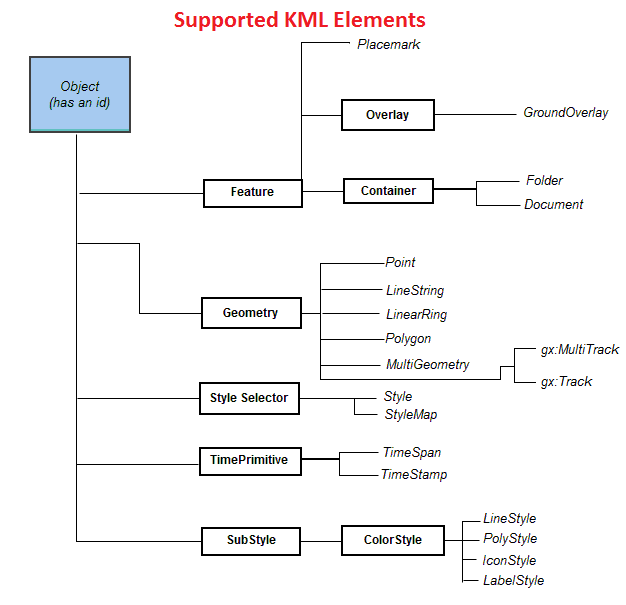 Supported KML Elements
Placemark
Object
(has an id)
Overlay
GroundOverlay
Feature
Container
Folder
Document
Point
LineString
Geometry
LinearRing
Polygon
gx:MultiTrack
MultiGeometry
gx:Track
Style Selector
Style
StyleMap
TimePrimitive
TimeSpan
TimeStamp
LineStyle
SubStyle
ColorStyle
PolyStyle
IconStyle
LabelStyle